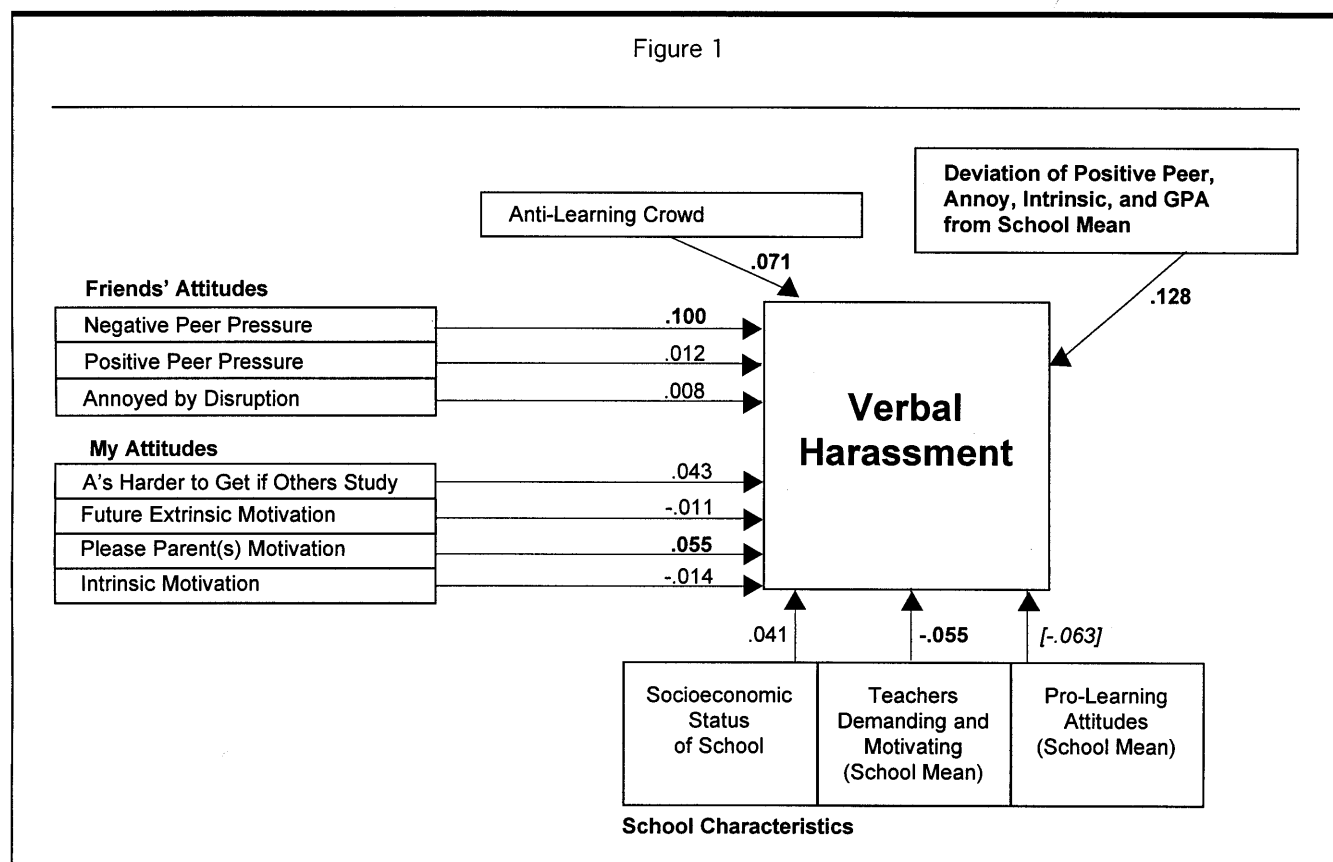 Figure 1
Deviation of Positive Peer,
Annoy, Intrinsic, and GPA
from School Mean
Anti-Learning Crowd
.071
.128
Friends' Attitudes
Negative Peer Pressure
.100
Positive Peer Pressure
.012
Annoyed by Disruption
.008
Verbal
Harassment
My Attitudes
A's Harder to Get if Others Study
.043
Future Extrinsic Motivation
-.011
Please Parent(s) Motivation
.055
Intrinsic Motivation
-.014
.041
-.055
[-.063]
Socioeconomic
Status
of School
Teachers
Demanding and
Motivating
(School Mean)
Pro-Learning
Attitudes
(School Mean)
School Characteristics